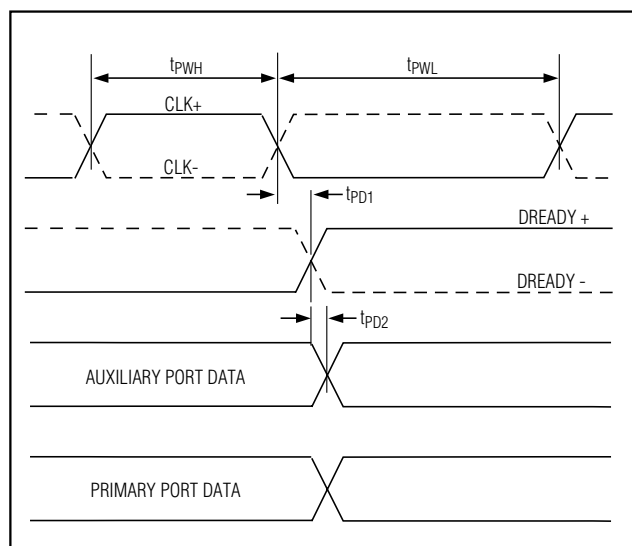 tPWH
tPWL
CLK+
CLK-
tPD1
DREADY +
DREADY -
tPD2
AUXILIARY PORT DATA
PRIMARY PORT DATA